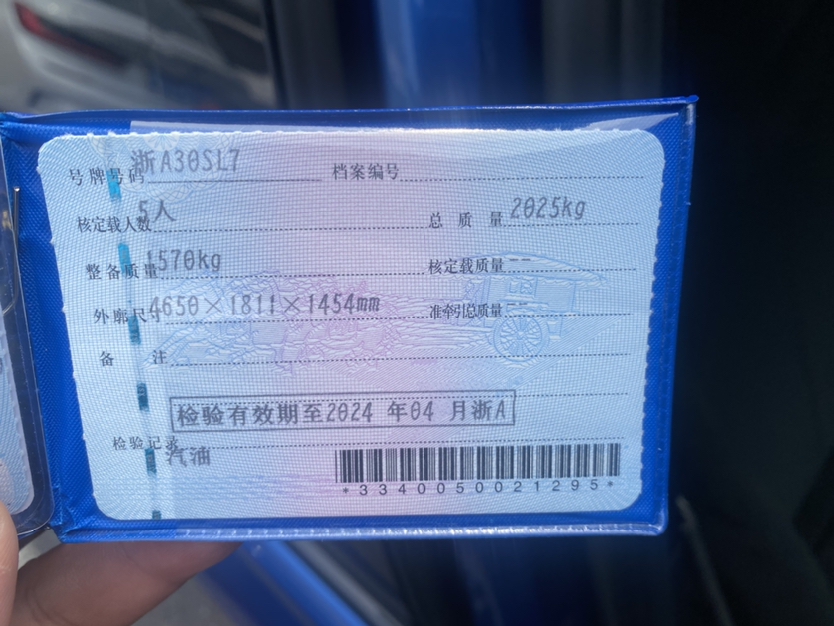 号牌号码 浙A30SL7 档案编号
核定载人数 5人 总质量 2025kg
整备质量 1570kg 核定载质量 --
外廓尺寸 4650×1811×1454mm 准牵引总质量 --
备注
检验有效期至2024 年04 月浙A
检验记录
汽油
*3340050021295*